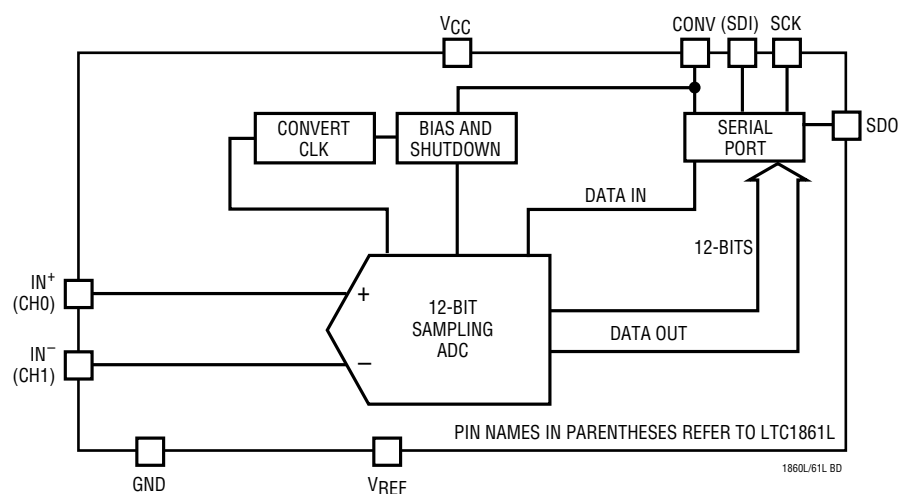 VCC
CONV (SDI) SCK
CONVERT
CLK
BIAS AND
SHUTDOWN
SERIAL
PORT
SDO
DATA IN
12-BITS
IN+
(CH0)
+
12-BIT
SAMPLING
ADC
DATA OUT
IN−
(CH1)
−
PIN NAMES IN PARENTHESES REFER TO LTC1861L
GND
VREF
1860L/61L BD